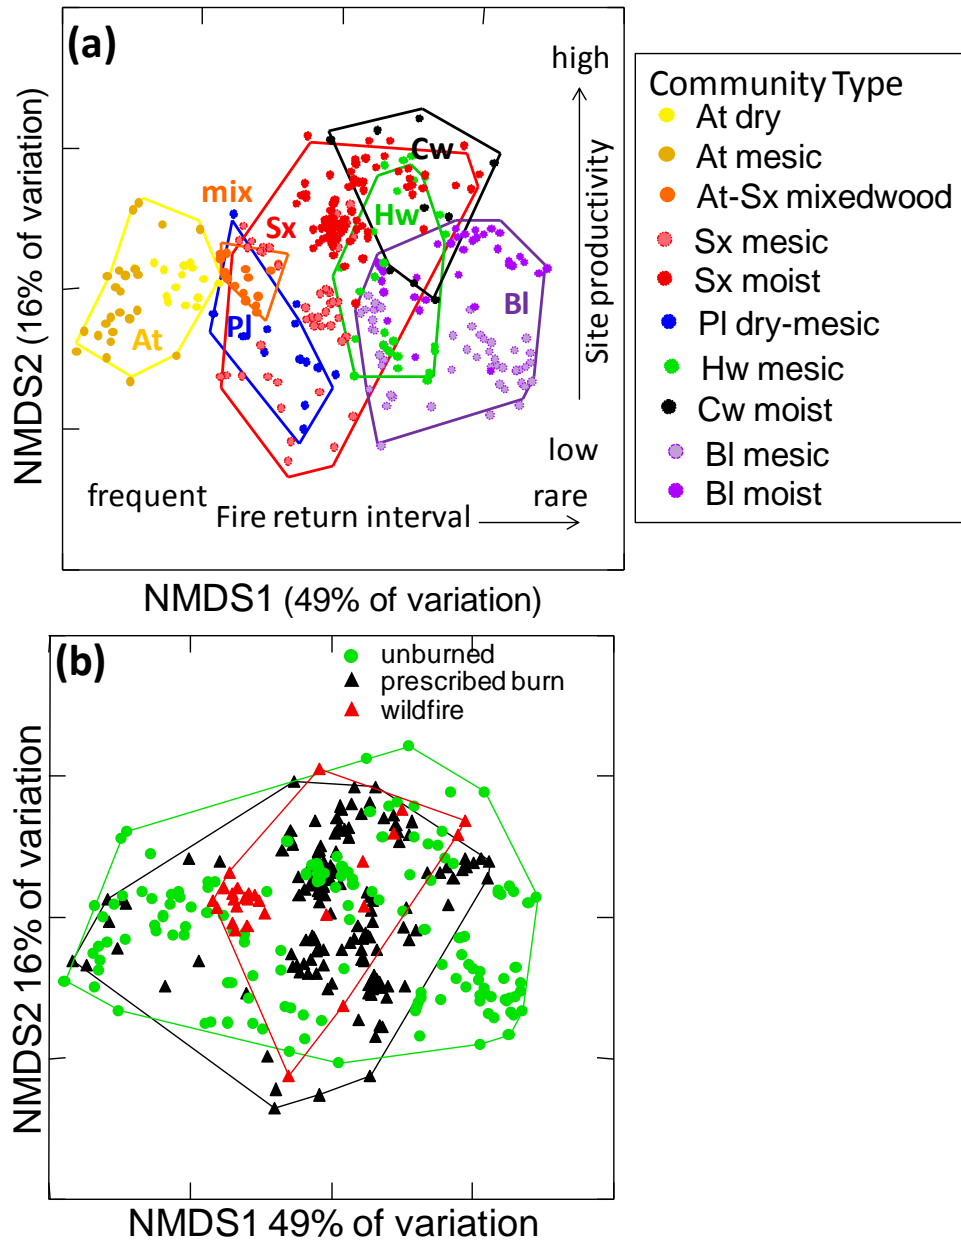 (a)
high
Cw
mix
Sx
Hw
Pl
At
Bl
Site productivity
low
frequent
rare
Fire return interval
NMDS2 (16% of variation)
NMDS1 (49% of variation)
Community Type
At dry
At mesic
At-Sx mixedwood
Sx mesic
Sx moist
Pl dry-mesic
Hw mesic
Cw moist
Bl mesic
Bl moist
(b)
unburned
prescribed burn
wildfire
NMDS2 16% of variation
NMDS1 49% of variation